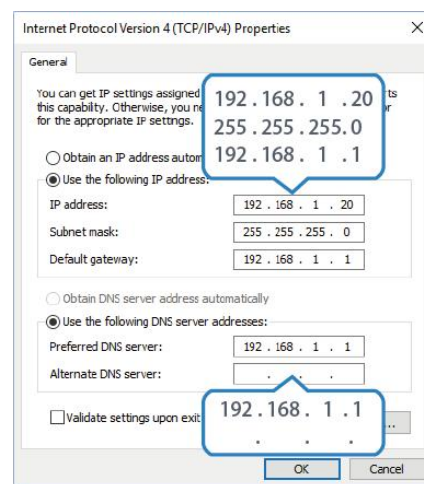 Internet Protocol Version 4 (TCP/IPv4) Properties
General
You can get IP settings assigned
this capability. Otherwise, you
for the appropriate IP settings.
192.168. 1 .20
255.255.255.0
192.168. 1 .1
Obtain an IP address
Use the following IP address:
IP address: 192 . 168 . 1 . 20
Subnet mask: 255 . 255 . 255 . 0
Default gateway: 192 . 168 . 1 . 1
Obtain DNS server address automatically
Use the following DNS server addresses:
Preferred DNS server: 192 . 168 . 1 . 1
Alternate DNS server: . . .
192.168. 1 .1
. . .
Validate settings upon exit
...
OK Cancel